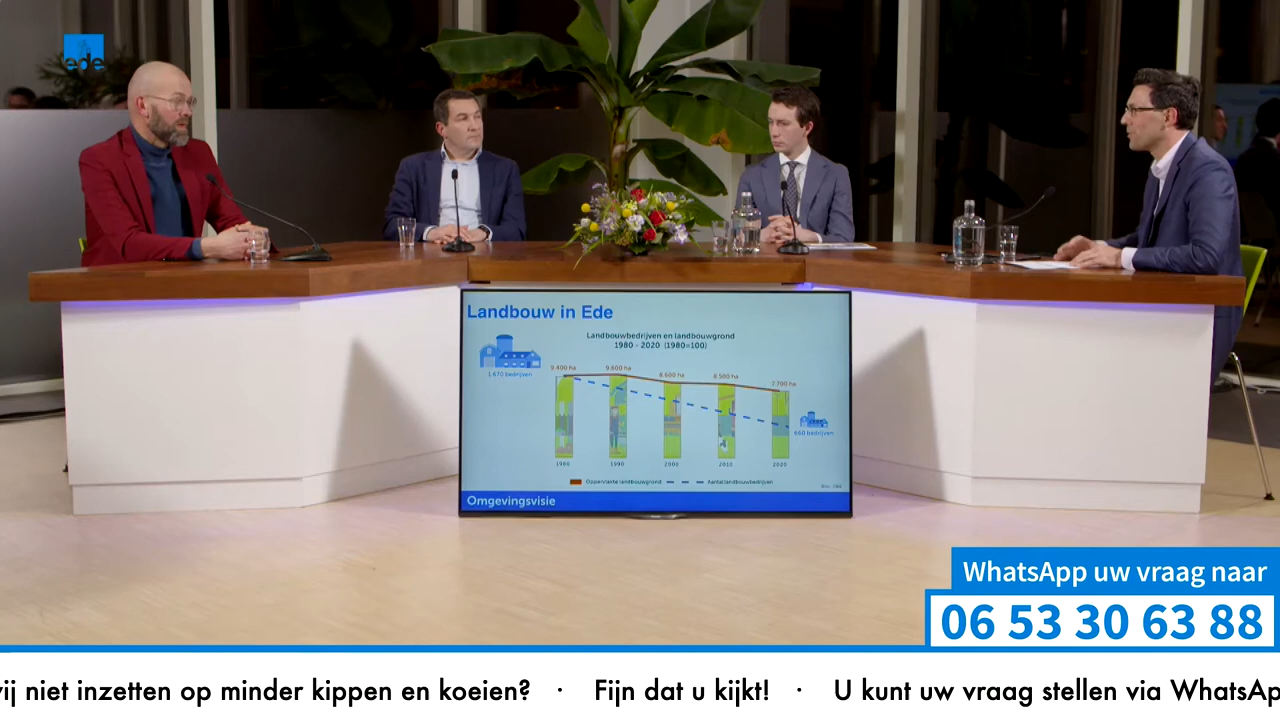 ede
Landbouw in Ede
Landbouwbedrijven en landbouwgrond
1980 - 2020 (1980=100)
1.670 bedrijven
9.400 ha
9.600 ha
8.600 ha
8.500 ha
7.700 ha
660 bedrijven
1980
1990
2000
2010
2020
Oppervlakte landbouwgrond
Aantal landbouwbedrijven
Omgevingsvisie
WhatsApp uw vraag naar
06 53 30 63 88
ij niet inzetten op minder kippen en koeien? · Fijn dat u kijkt! · U kunt uw vraag stellen via WhatsAp